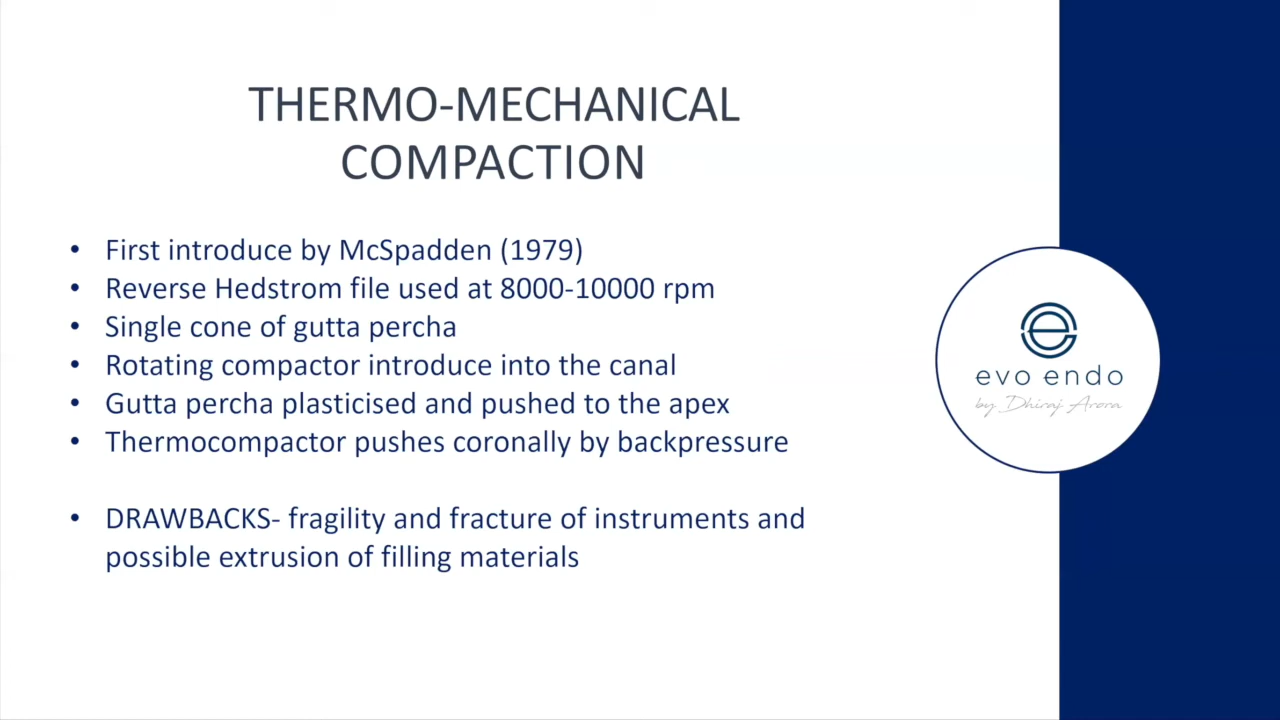 THERMO-MECHANICAL
COMPACTION
• First introduce by McSpadden (1979)
• Reverse Hedstrom file used at 8000-10000 rpm
• Single cone of gutta percha
• Rotating compactor introduce into the canal
• Gutta percha plasticised and pushed to the apex
• Thermocompactor pushes coronally by backpressure
• DRAWBACKS- fragility and fracture of instruments and
possible extrusion of filling materials
evo endo
by Dhiraj Arora